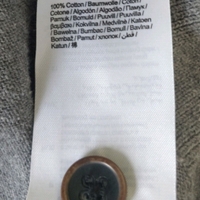 100% Cotton / Baumwolle / Coton /
Cotone / Algodón / Algodão / Памук /
Pamuk / Bomuld / Puuvill / Puuvilla
βαμβάκι / Kokvilna / Medvilnė / Katoen
/ Bawełna / Bumbac / Bomull / Bavlna /
Bombaž / Pamut / хлопок / قطن /
Katun / 棉